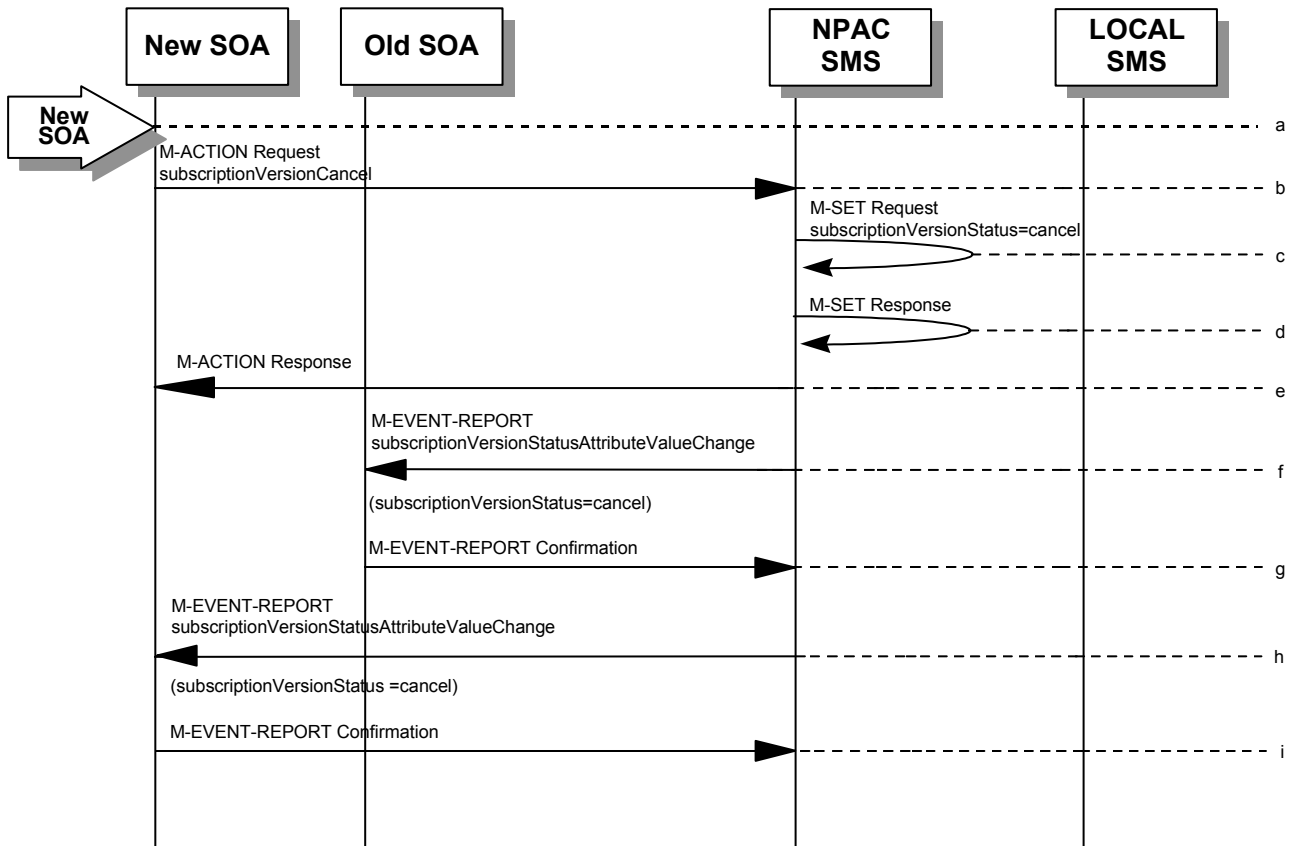 New SOA
Old SOA
NPAC
SMS
LOCAL
SMS
New
SOA
a
M-ACTION Request
subscriptionVersionCancel
b
M-SET Request
subscriptionVersionStatus=cancel
c
M-SET Response
d
M-ACTION Response
e
M-EVENT-REPORT
subscriptionVersionStatusAttributeValueChange
f
(subscriptionVersionStatus=cancel)
M-EVENT-REPORT Confirmation
g
M-EVENT-REPORT
subscriptionVersionStatusAttributeValueChange
h
(subscriptionVersionStatus =cancel)
M-EVENT-REPORT Confirmation
i